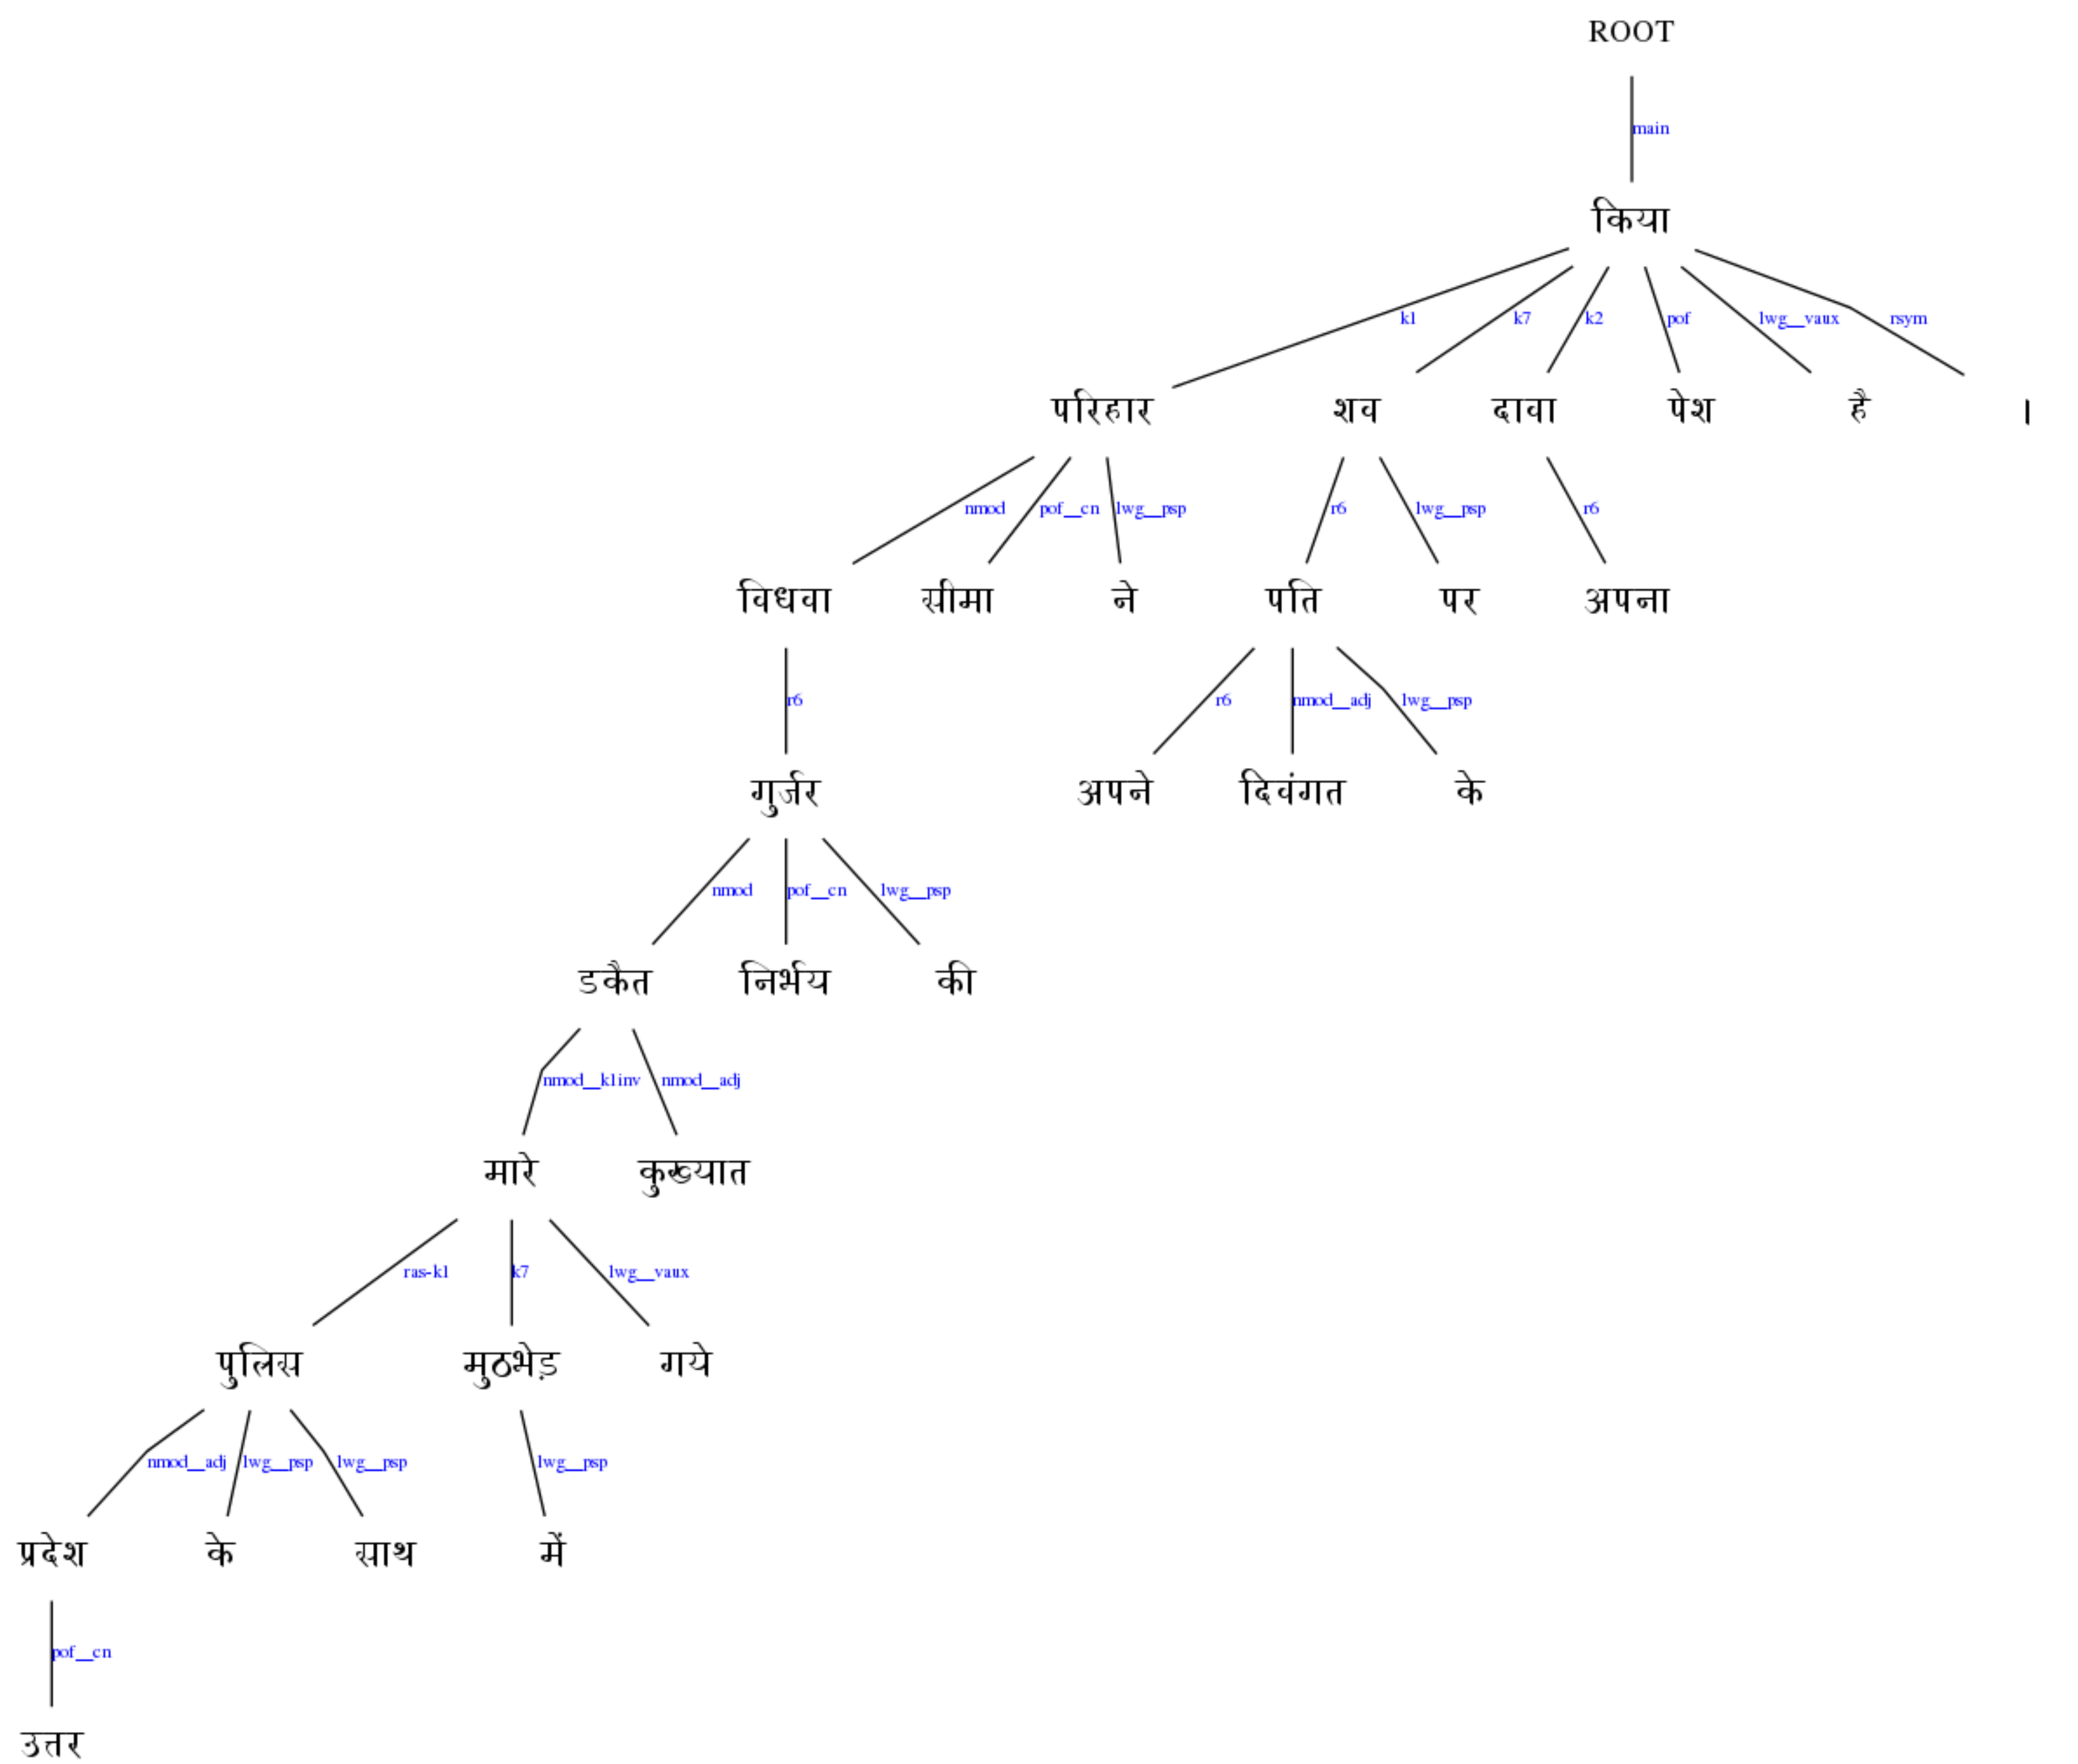 ROOT
main
किया
k1 k7 k2 pof lwg__vaux rsym
परिहार शव दावा पेश है ।
nmod pof__cn lwg__psp r6 lwg__psp r6
विधवा सीमा ने पति पर अपना
r6 r6 nmod__adj lwg__psp
गुर्जर अपने दिवंगत के
nmod pof__cn lwg__psp
डकैत निर्भय की
nmod__k1inv nmod__adj
मारे कुख्यात
ras-k1 k7 lwg__vaux
पुलिस मुठभेड़ गये
nmod__adj lwg__psp lwg__psp lwg__psp
प्रदेश के साथ में
pof__cn
उत्तर